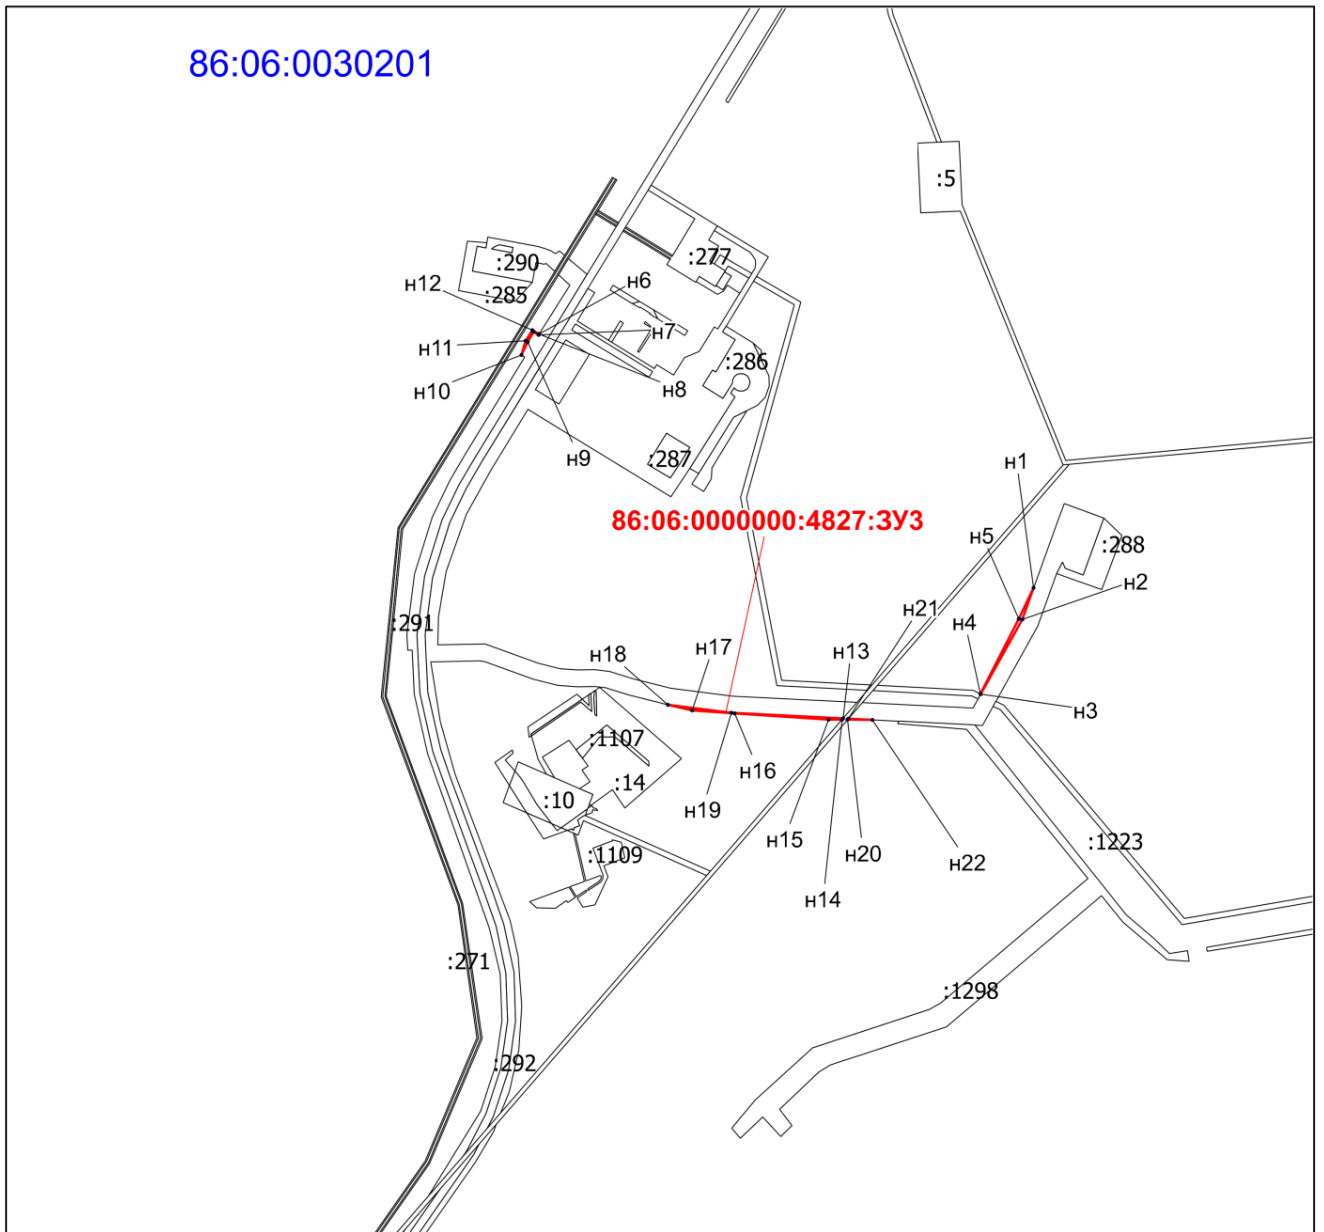 86:06:0030201
:5
:277
:290
н6
н12
:285
н7
н11
:286
н10
н8
н9
:287
н1
86:06:0000000:4827:ЗУ3
н5
:288
н2
н21
:291
н13
н17
н4
н18
н3
:1107
н16
:14
:10
н19
н15
:1223
н20
:1109
н22
н14
:271
:1298
:292